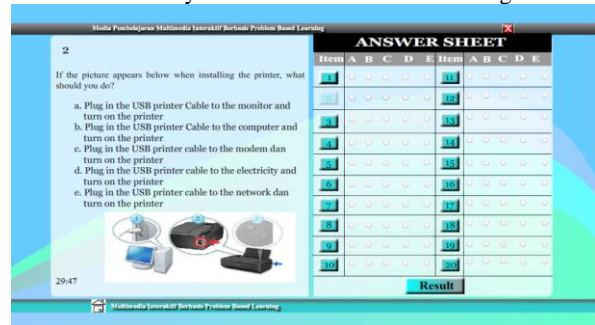 Media Pembelajaran Multimedia Interaktif Berbasis Problem Based Learning
X
2
If the picture appears below when installing the printer, what
should you do?
a. Plug in the USB printer Cable to the monitor and
turn on the printer
b. Plug in the USB printer Cable to the computer and
turn on the printer
c. Plug in the USB printer cable to the modem dan
turn on the printer
d. Plug in the USB printer cable to the electricity and
turn on the printer
e. Plug in the USB printer cable to the network dan
turn on the printer
1 2 3
29:47
ANSWER SHEET
Item A B C D E Item A B C D E
1 11
2 12
3 13
4 14
5 15
6 16
7 17
8 18
9 19
10 20
Result
Multimedia Interaktif Berbasis Problem Based Learning